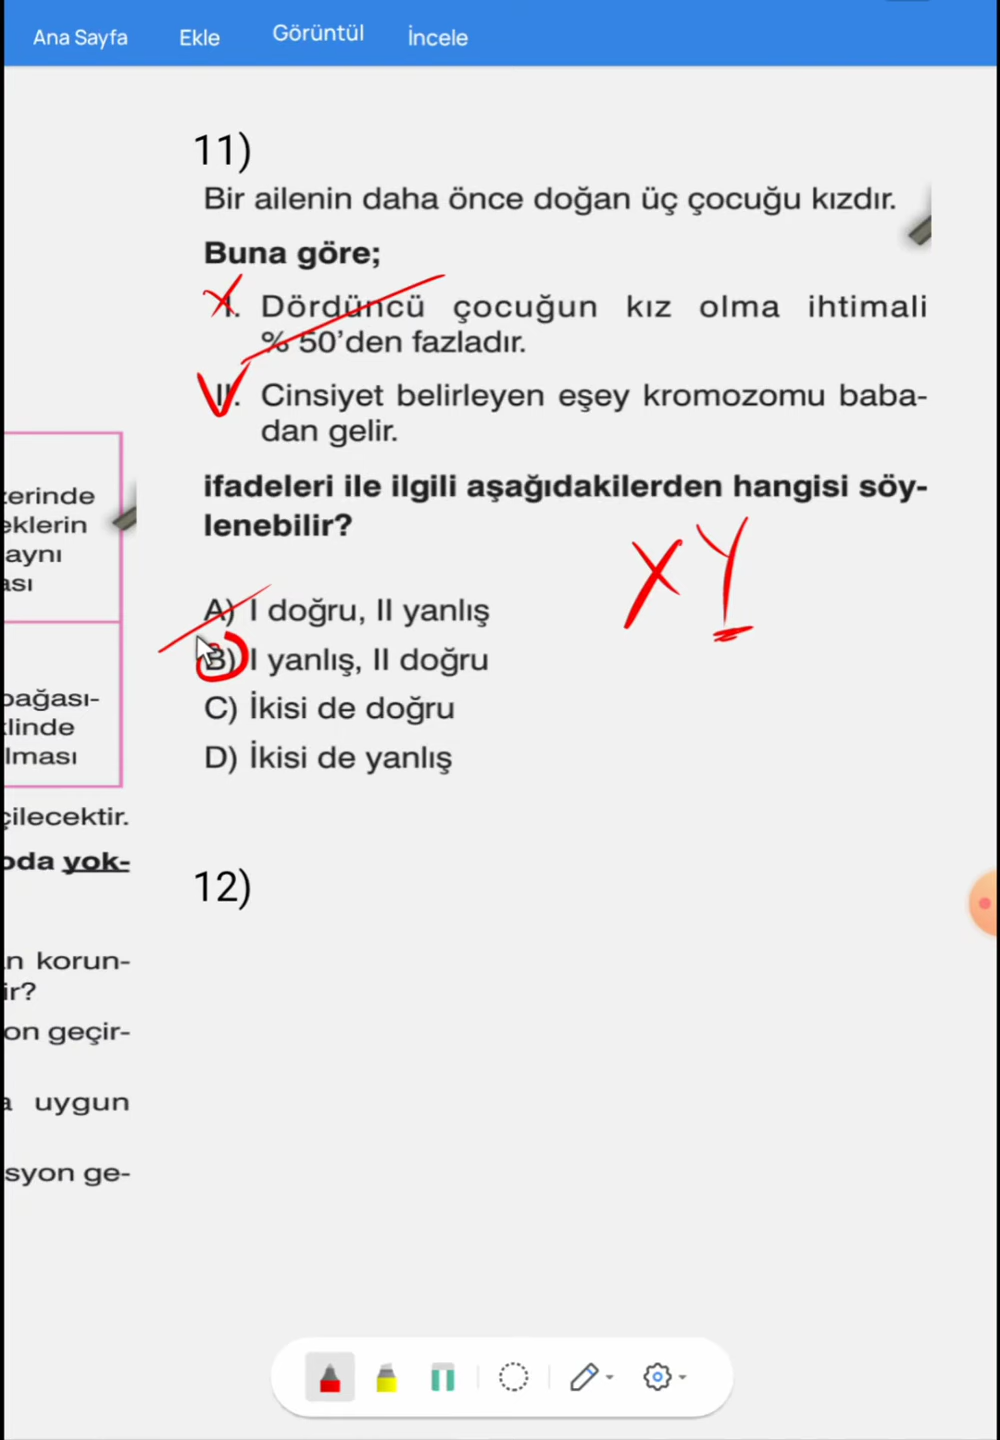 Ana Sayfa Ekle Görüntül İncele
11)
Bir ailenin daha önce doğan üç çocuğu kızdır.
Buna göre;
I. Dördüncü çocuğun kız olma ihtimali
% 50'den fazladır.
II. Cinsiyet belirleyen eşey kromozomu baba-
dan gelir.
ifadeleri ile ilgili aşağıdakilerden hangisi söy-
lenebilir?
XY
A) I doğru, II yanlış
B) I yanlış, II doğru
C) İkisi de doğru
D) İkisi de yanlış
12)
erinde
eklerin
aynı
ası
bağası-
linde
lması
çilecektir.
oda yok-
n korun-
ir?
on geçir-
a uygun
syon ge-